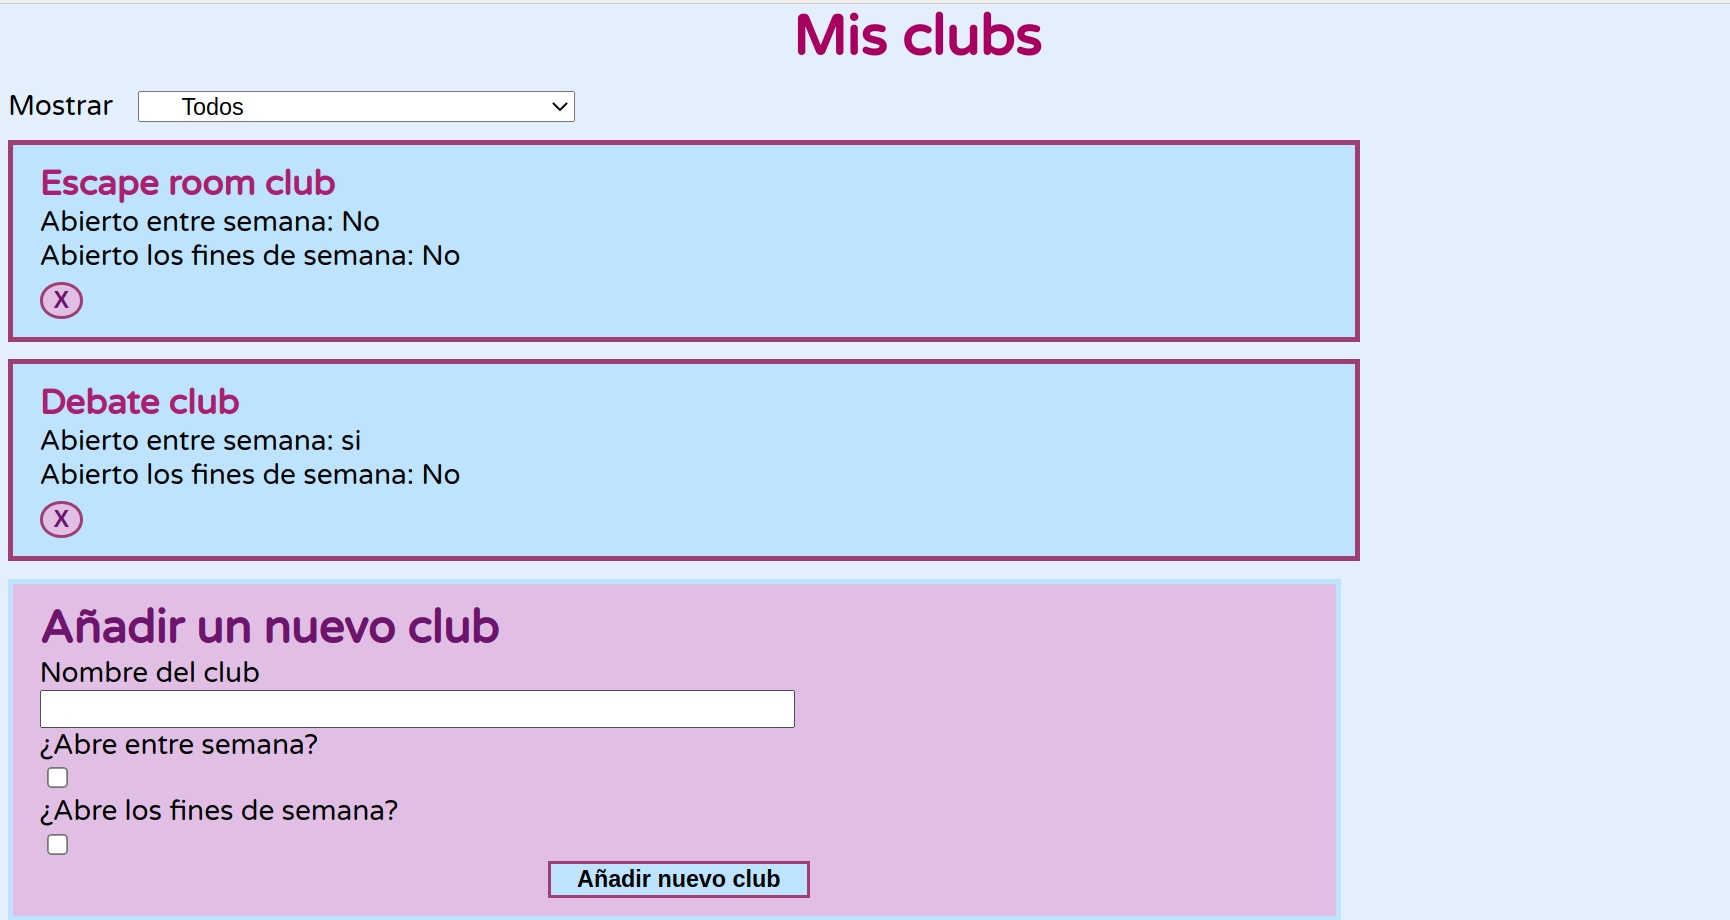 Mis clubs
Mostrar Todos
Escape room club
Abierto entre semana: No
Abierto los fines de semana: No
X
Debate club
Abierto entre semana: si
Abierto los fines de semana: No
X
Añadir un nuevo club
Nombre del club
¿Abre entre semana?
¿Abre los fines de semana?
Añadir nuevo club